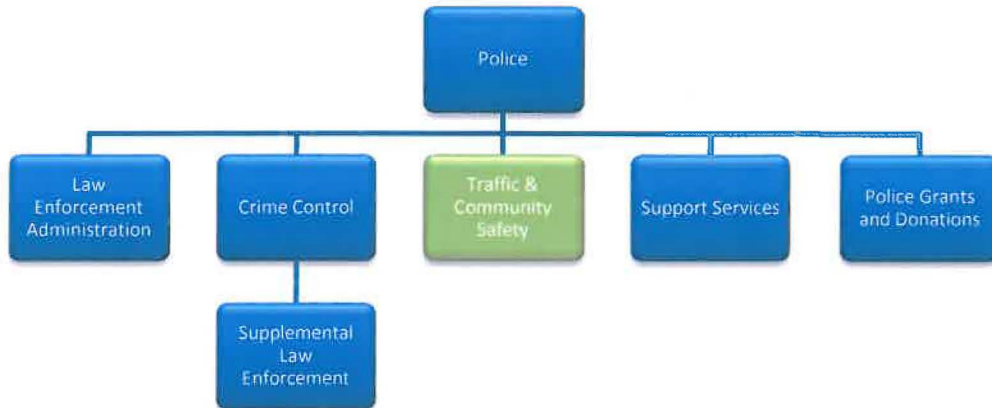 Police
Law
Enforcement
Administration
Crime Control
Traffic &
Community
Safety
Support Services
Police Grants
and Donations
Supplemental
Law
Enforcement